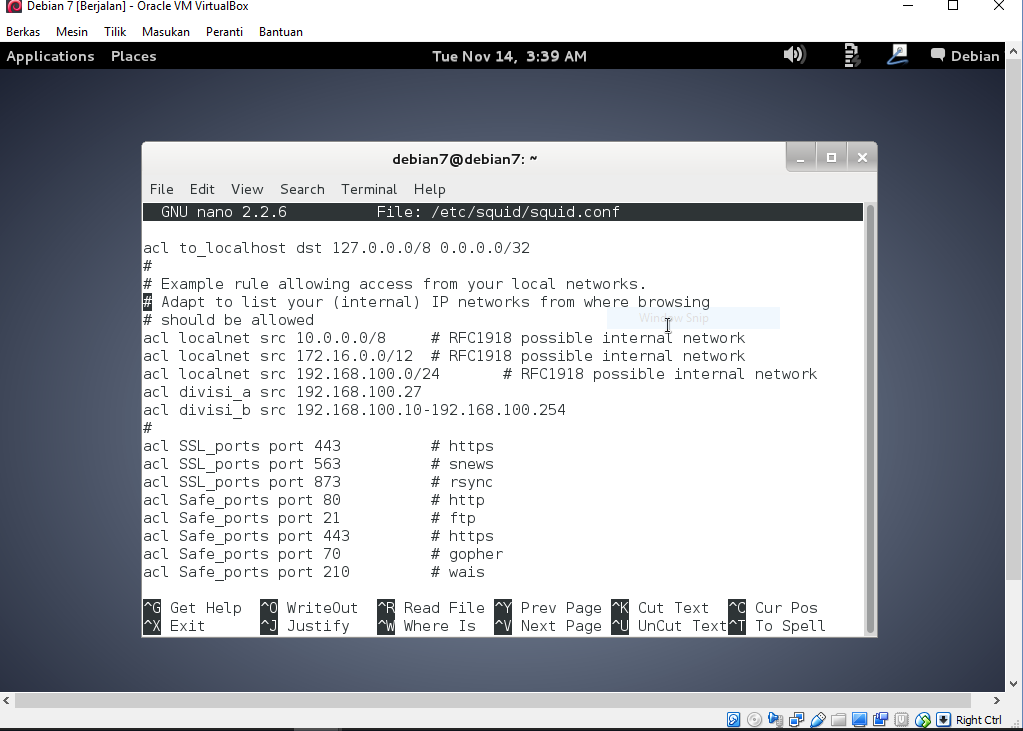 Debian 7 [Berjalan] - Oracle VM VirtualBox
Berkas Mesin Tilik Masukan Peranti Bantuan
Applications Places Tue Nov 14, 3:39 AM Debian
debian7@debian7: ~
File Edit View Search Terminal Help
GNU nano 2.2.6 File: /etc/squid/squid.conf
acl to_localhost dst 127.0.0.0/8 0.0.0.0/32
#
# Example rule allowing access from your local networks.
# Adapt to list your (internal) IP networks from where browsing
# should be allowed
Window Snip
acl localnet src 10.0.0.0/8 # RFC1918 possible internal network
acl localnet src 172.16.0.0/12 # RFC1918 possible internal network
acl localnet src 192.168.100.0/24 # RFC1918 possible internal network
acl divisi_a src 192.168.100.27
acl divisi_b src 192.168.100.10-192.168.100.254
#
acl SSL_ports port 443 # https
acl SSL_ports port 563 # snews
acl SSL_ports port 873 # rsync
acl Safe_ports port 80 # http
acl Safe_ports port 21 # ftp
acl Safe_ports port 443 # https
acl Safe_ports port 70 # gopher
acl Safe_ports port 210 # wais
^G Get Help ^O WriteOut ^R Read File ^Y Prev Page ^K Cut Text ^C Cur Pos
^X Exit ^J Justify ^W Where Is ^V Next Page ^U UnCut Text ^T To Spell
Right Ctrl